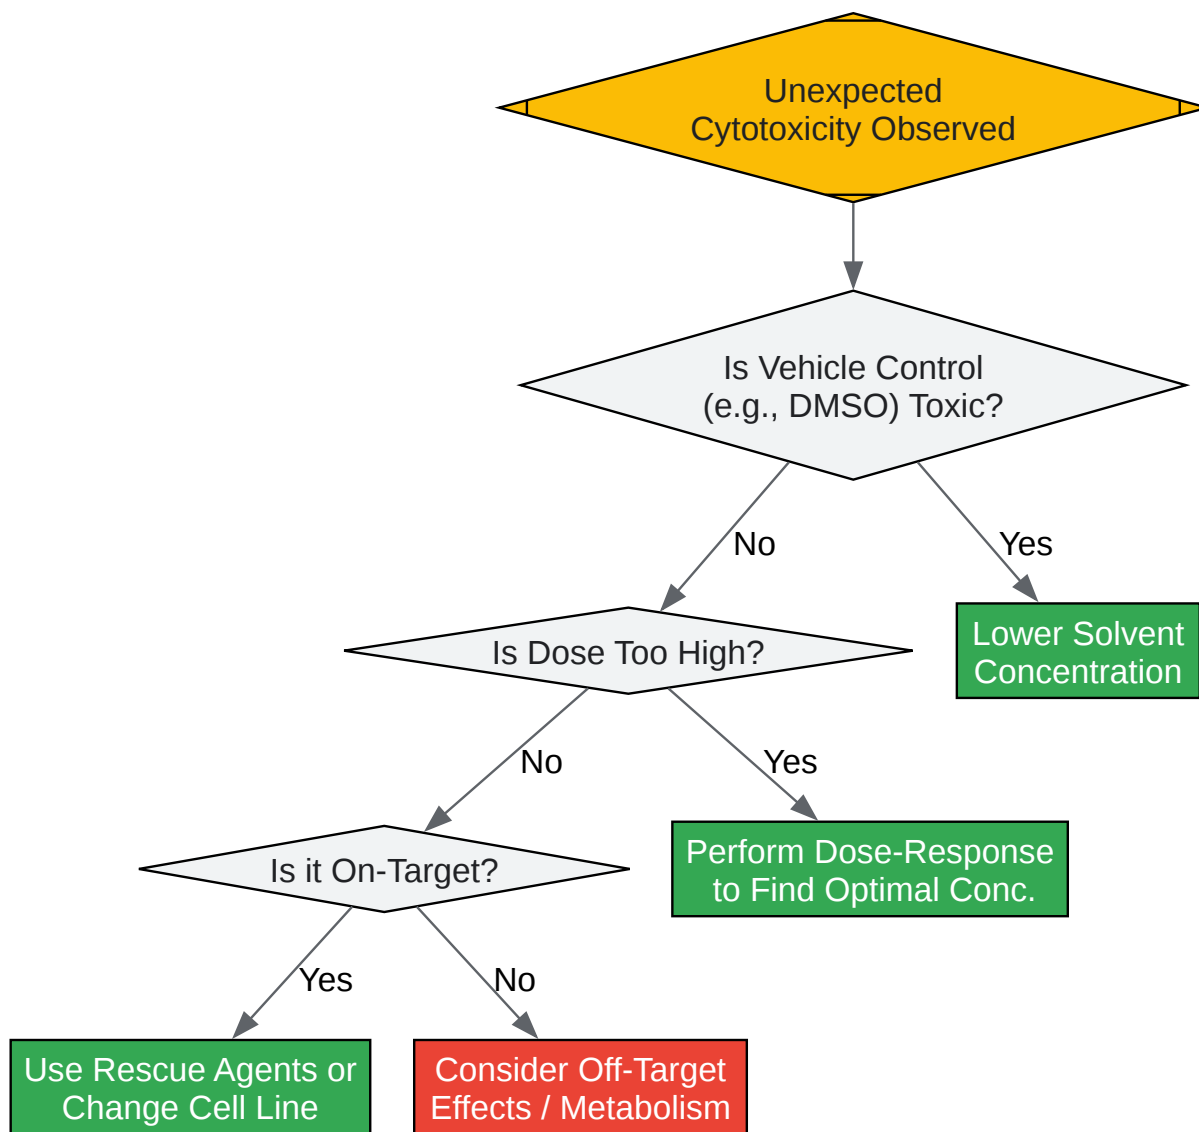 Unexpected
Cytotoxicity Observed
Is Vehicle Control
(e.g., DMSO) Toxic?
No
Yes
Lower Solvent
Concentration
Is Dose Too High?
No
Yes
Perform Dose-Response
to Find Optimal Conc.
Is it On-Target?
Yes
No
Use Rescue Agents or
Change Cell Line
Consider Off-Target
Effects / Metabolism